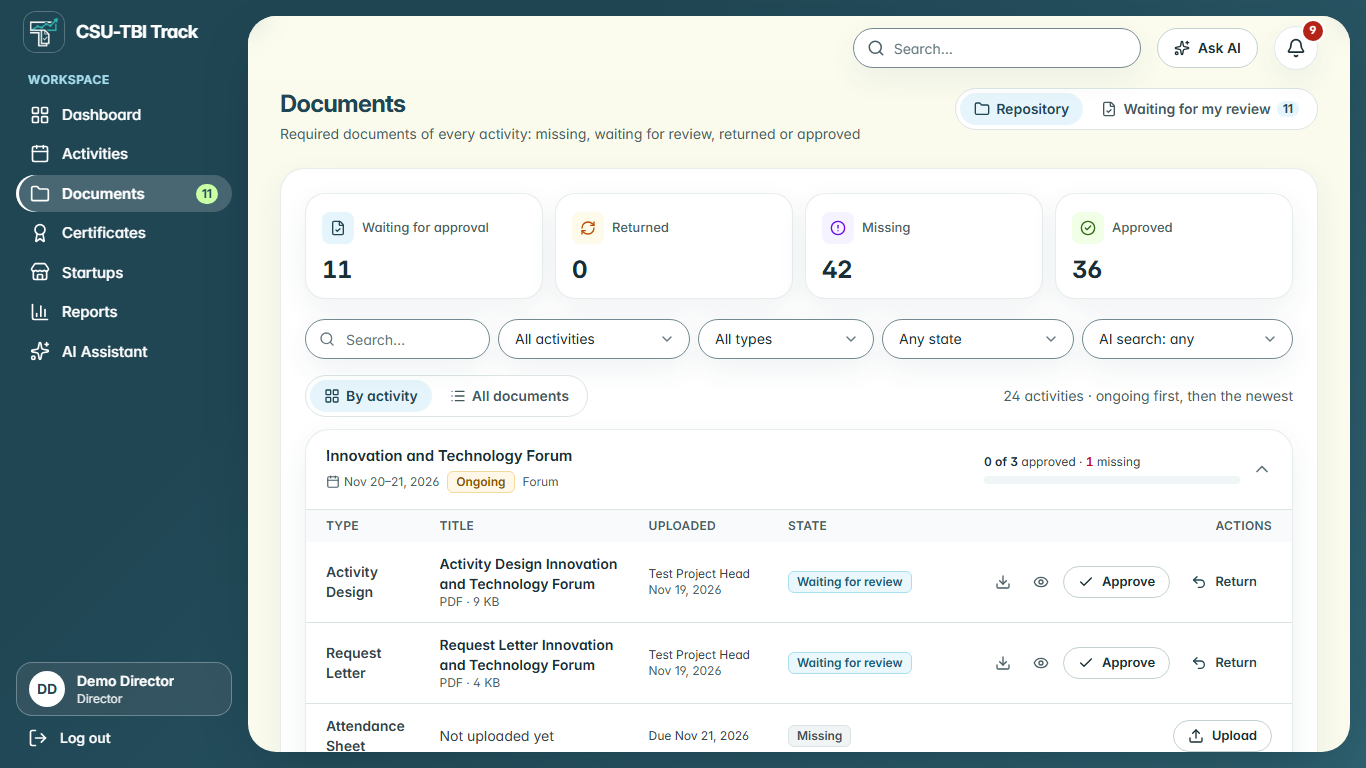 CSU-TBI Track
WORKSPACE
Dashboard
Activities
Documents 11
Certificates
Startups
Reports
AI Assistant
DD
Demo Director
Director
Log out
Search...
Ask AI
9
Documents
Required documents of every activity: missing, waiting for review, returned or approved
Repository
Waiting for my review 11
Waiting for approval
11
Returned
0
Missing
42
Approved
36
Search...
All activities
All types
Any state
AI search: any
By activity
All documents
24 activities · ongoing first, then the newest
Innovation and Technology Forum
Nov 20–21, 2026 Ongoing Forum
0 of 3 approved · 1 missing
TYPE TITLE UPLOADED STATE ACTIONS
Activity
Design
Activity Design Innovation
and Technology Forum
PDF · 9 KB
Test Project Head
Nov 19, 2026
Waiting for review
Approve
Return
Request
Letter
Request Letter Innovation
and Technology Forum
PDF · 4 KB
Test Project Head
Nov 19, 2026
Waiting for review
Approve
Return
Attendance
Sheet
Not uploaded yet
Due Nov 21, 2026
Missing
Upload